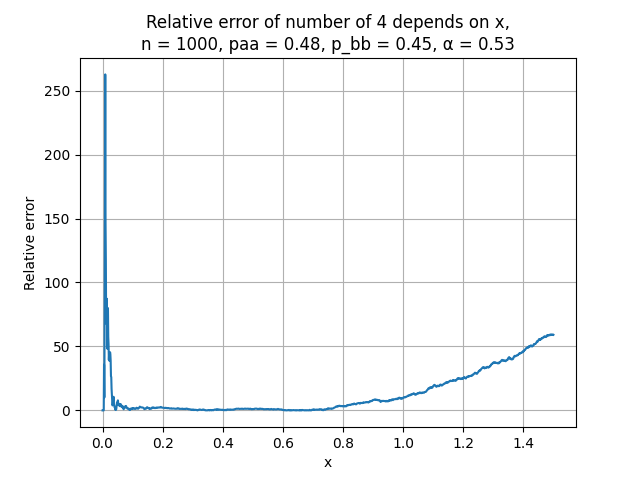 Relative error of number of 4 depends on x,
n = 1000, paa = 0.48, p_bb = 0.45, α = 0.53
250
200
150
100
50
0
Relative error
0.0 0.2 0.4 0.6 0.8 1.0 1.2 1.4
x